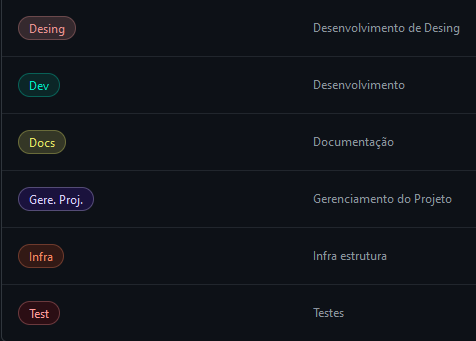 Desing Desenvolvimento de Desing
Dev Desenvolvimento
Docs Documentação
Gere. Proj. Gerenciamento do Projeto
Infra Infra estrutura
Test Testes